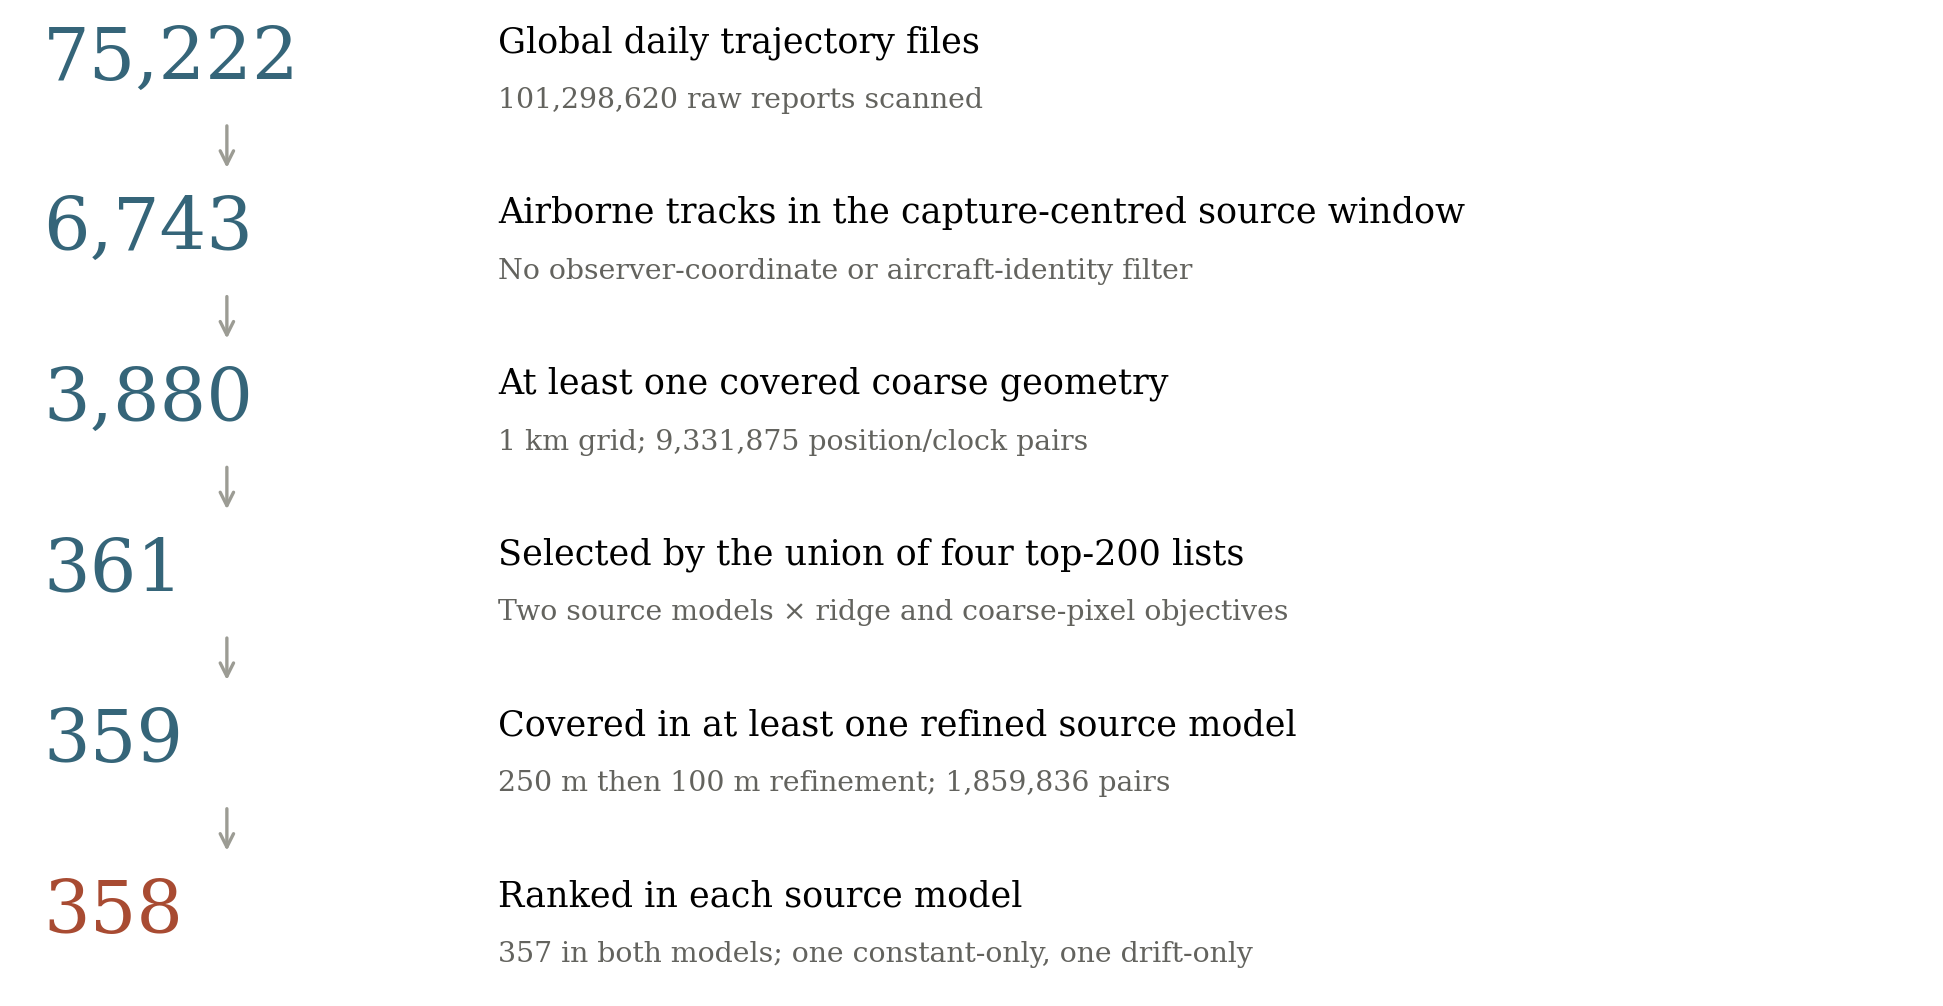 75,222
Global daily trajectory files
101,298,620 raw reports scanned
6,743
Airborne tracks in the capture-centred source window
No observer-coordinate or aircraft-identity filter
3,880
At least one covered coarse geometry
1 km grid; 9,331,875 position/clock pairs
361
Selected by the union of four top-200 lists
Two source models × ridge and coarse-pixel objectives
359
Covered in at least one refined source model
250 m then 100 m refinement; 1,859,836 pairs
358
Ranked in each source model
357 in both models; one constant-only, one drift-only